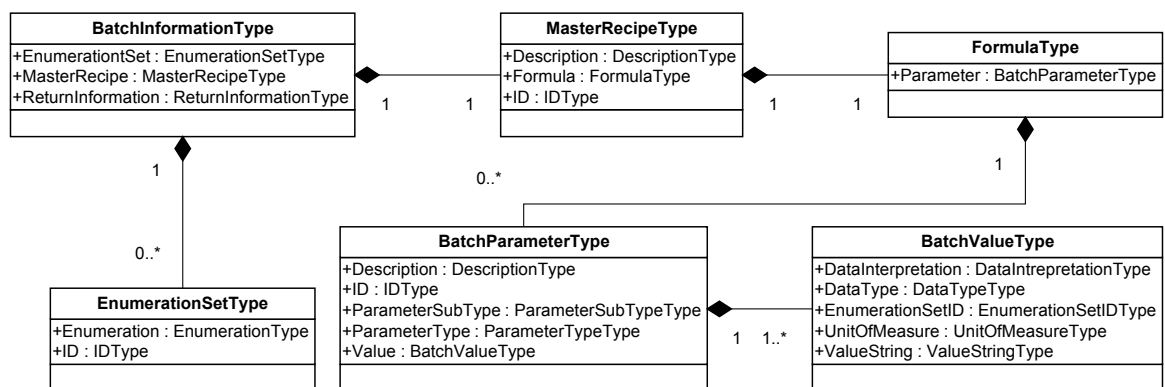 BatchInformationType
+EnumerationtSet : EnumerationSetType
+MasterRecipe : MasterRecipeType
+ReturnInformation : ReturnInformationType
MasterRecipeType
+Description : DescriptionType
+Formula : FormulaType
+ID : IDType
FormulaType
+Parameter : BatchParameterType
1
1
1
1
1
0..*
1
0..*
EnumerationSetType
+Enumeration : EnumerationType
+ID : IDType
BatchParameterType
+Description : DescriptionType
+ID : IDType
+ParameterSubType : ParameterSubTypeType
+ParameterType : ParameterTypeType
+Value : BatchValueType
1
1..*
BatchValueType
+DataInterpretation : DataIntrepretationType
+DataType : DataTypeType
+EnumerationSetID : EnumerationSetIDType
+UnitOfMeasure : UnitOfMeasureType
+ValueString : ValueStringType